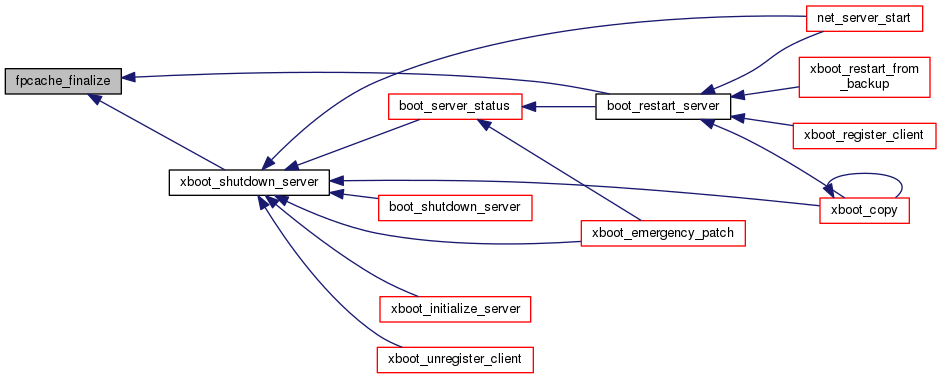 net_server_start
fpcache_finalize
xboot_restart_from
_backup
boot_server_status
boot_restart_server
xboot_register_client
xboot_shutdown_server
boot_shutdown_server
xboot_copy
xboot_emergency_patch
xboot_initialize_server
xboot_unregister_client